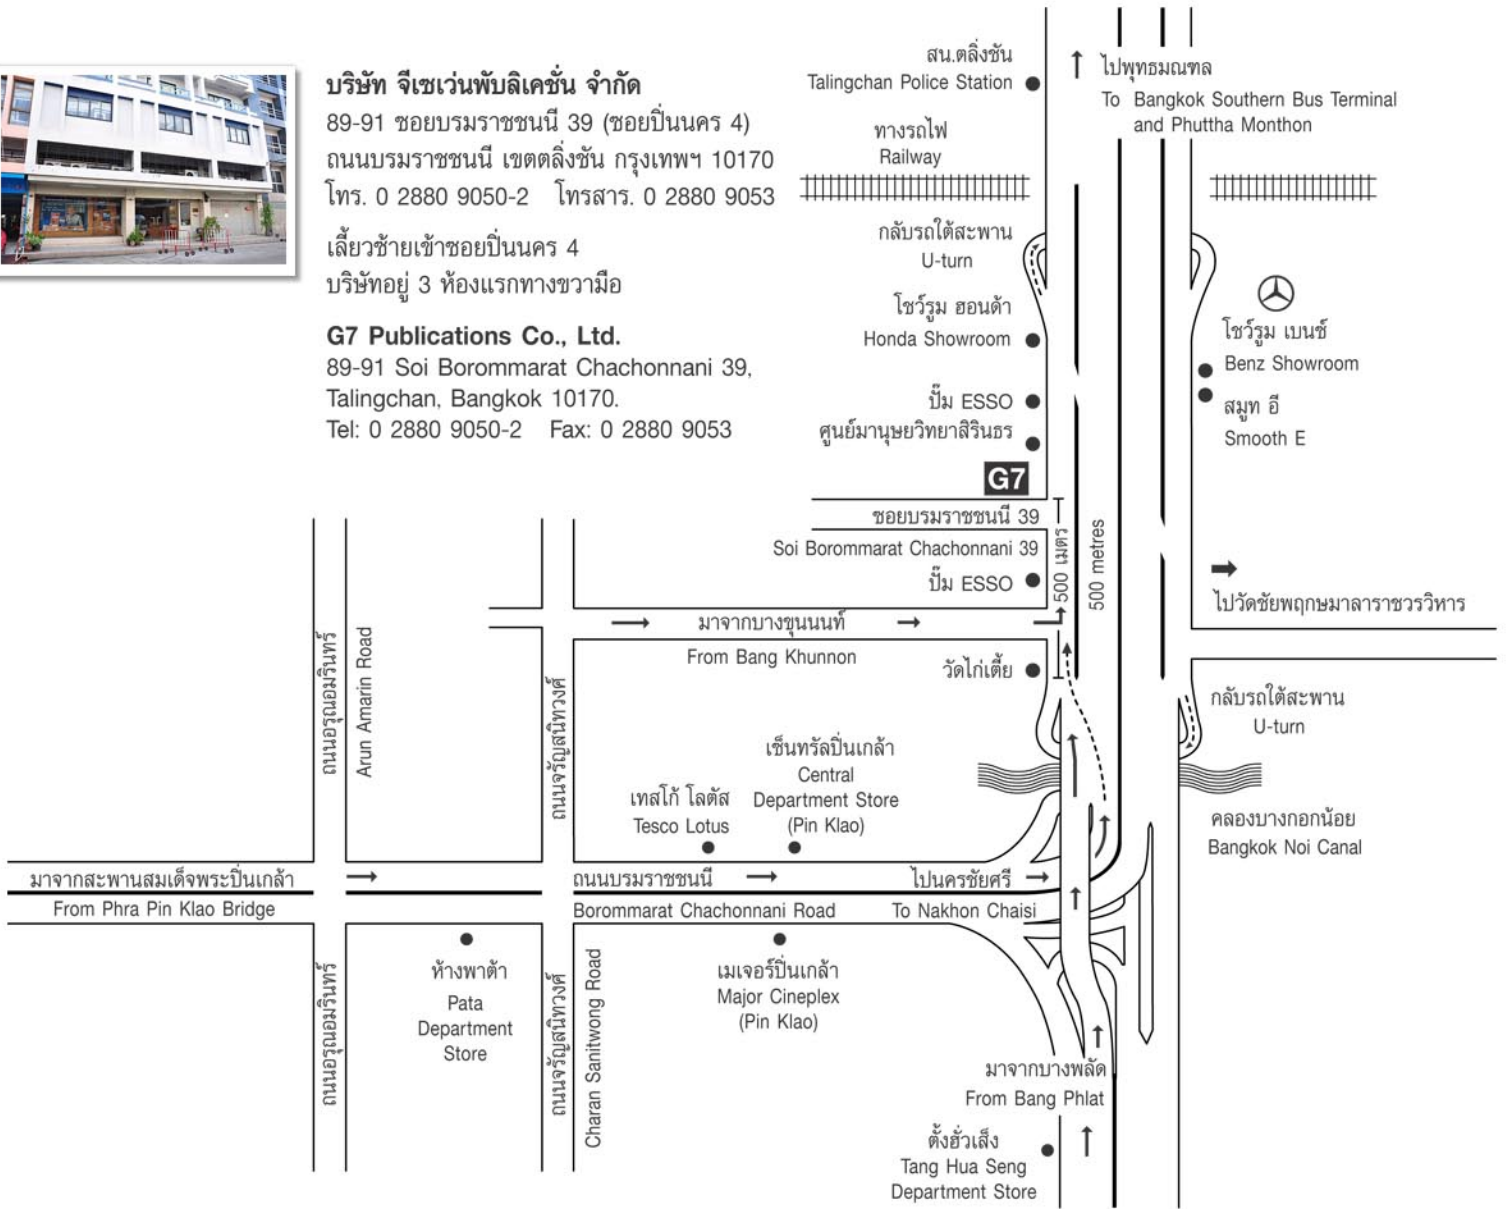 บริษัท จีเซเว่นพับลิเคชั่น จำกัด
89-91 ซอยบรมราชชนนี 39 (ซอยปิ่นนคร 4)
ถนนบรมราชชนนี เขตตลิ่งชัน กรุงเทพฯ 10170
โทร. 0 2880 9050-2 โทรสาร. 0 2880 9053
เลี้ยวซ้ายเข้าซอยปิ่นนคร 4
บริษัทอยู่ 3 ห้องแรกทางขวามือ
G7 Publications Co., Ltd.
89-91 Soi Borommarat Chachonnani 39,
Talingchan, Bangkok 10170.
Tel: 0 2880 9050-2 Fax: 0 2880 9053
สน.ตลิ่งชัน
Talingchan Police Station
ไปพุทธมณฑล
To Bangkok Southern Bus Terminal
and Phuttha Monthon
ทางรถไฟ
Railway
กลับรถใต้สะพาน
U-turn
โชว์รูม ฮอนด้า
Honda Showroom
โชว์รูม เบนซ์
Benz Showroom
ปั๊ม ESSO
สมูท อี
Smooth E
ศูนย์มานุษยวิทยาสิรินธร
G7
ซอยบรมราชชนนี 39
Soi Borommarat Chachonnani 39
ปั๊ม ESSO
500 เมตร
500 metres
ไปวัดชัยพฤกษมาลาราชวรวิหาร
มาจากบางขุนนนท์
From Bang Khunnon
วัดไก่เตี้ย
ถนนอรุณอมรินทร์
Arun Amarin Road
ถนนจรัญสนิทวงศ์
กลับรถใต้สะพาน
U-turn
เซ็นทรัลปิ่นเกล้า
Central
Department Store
(Pin Klao)
เทสโก้ โลตัส
Tesco Lotus
คลองบางกอกน้อย
Bangkok Noi Canal
มาจากสะพานสมเด็จพระปิ่นเกล้า
From Phra Pin Klao Bridge
ถนนบรมราชชนนี
Borommarat Chachonnani Road
ไปนครชัยศรี
To Nakhon Chaisi
ถนนอรุณอมรินทร์
ห้างพาต้า
Pata
Department
Store
ถนนจรัญสนิทวงศ์
Charan Sanitwong Road
เมเจอร์ปิ่นเกล้า
Major Cineplex
(Pin Klao)
มาจากบางพลัด
From Bang Phlat
ตั้งฮั่วเส็ง
Tang Hua Seng
Department Store